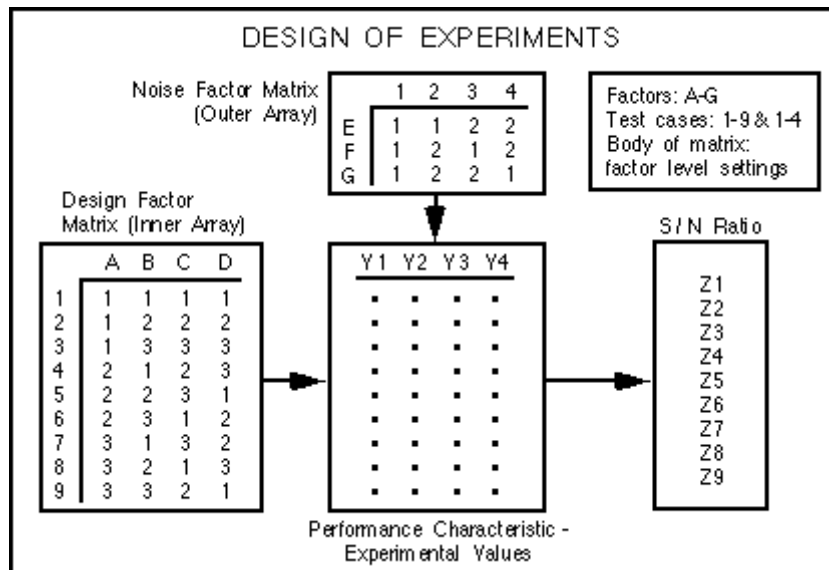 DESIGN OF EXPERIMENTS
Noise Factor Matrix
(Outer Array)
1 2 3 4
E 1 1 2 2
F 1 2 1 2
G 1 2 2 1
Factors: A-G
Test cases: 1-9 & 1-4
Body of matrix:
factor level settings
Design Factor
Matrix (Inner Array)
A B C D
1 1 1 1 1
2 1 2 2 2
3 1 3 3 3
4 2 1 2 3
5 2 2 3 1
6 2 3 1 2
7 3 1 3 2
8 3 2 1 3
9 3 3 2 1
Y1 Y2 Y3 Y4
Performance Characteristic -
Experimental Values
S/N Ratio
Z1
Z2
Z3
Z4
Z5
Z6
Z7
Z8
Z9